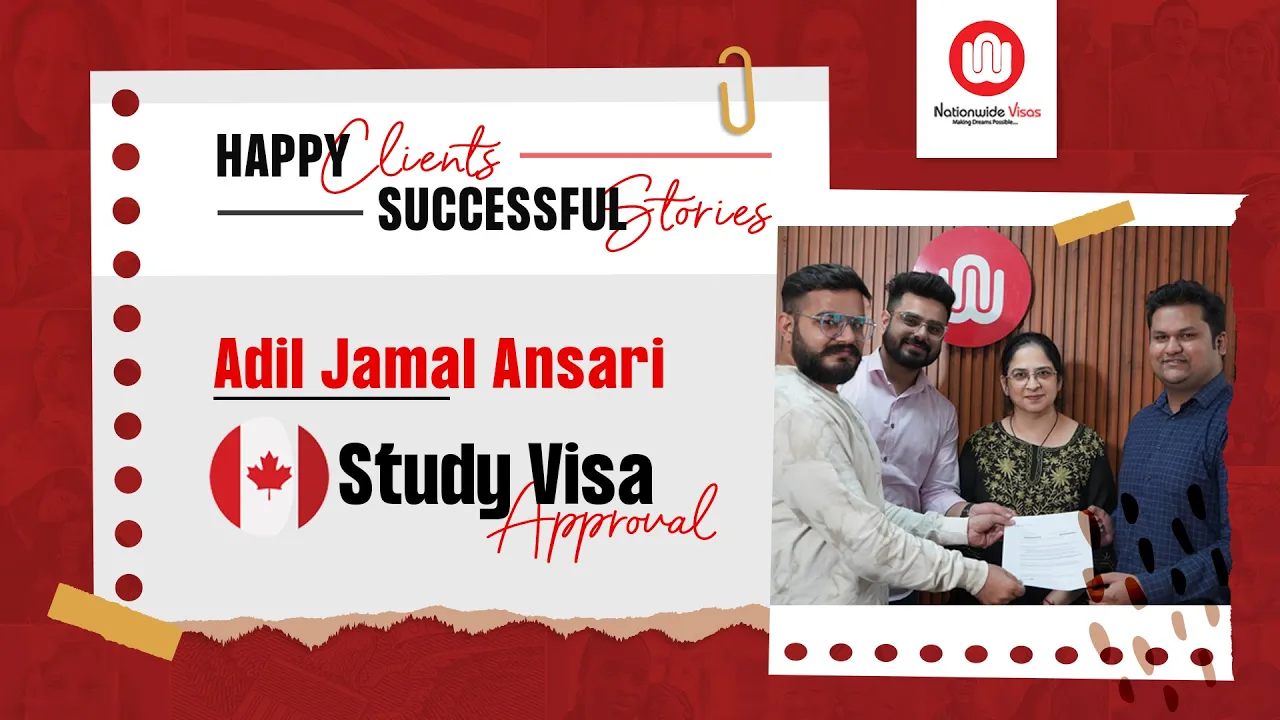 Nationwide Visas
Making Dreams Possible...
HAPPY Clients
SUCCESSFUL Stories
Adil Jamal Ansari
Study Visa
Approval